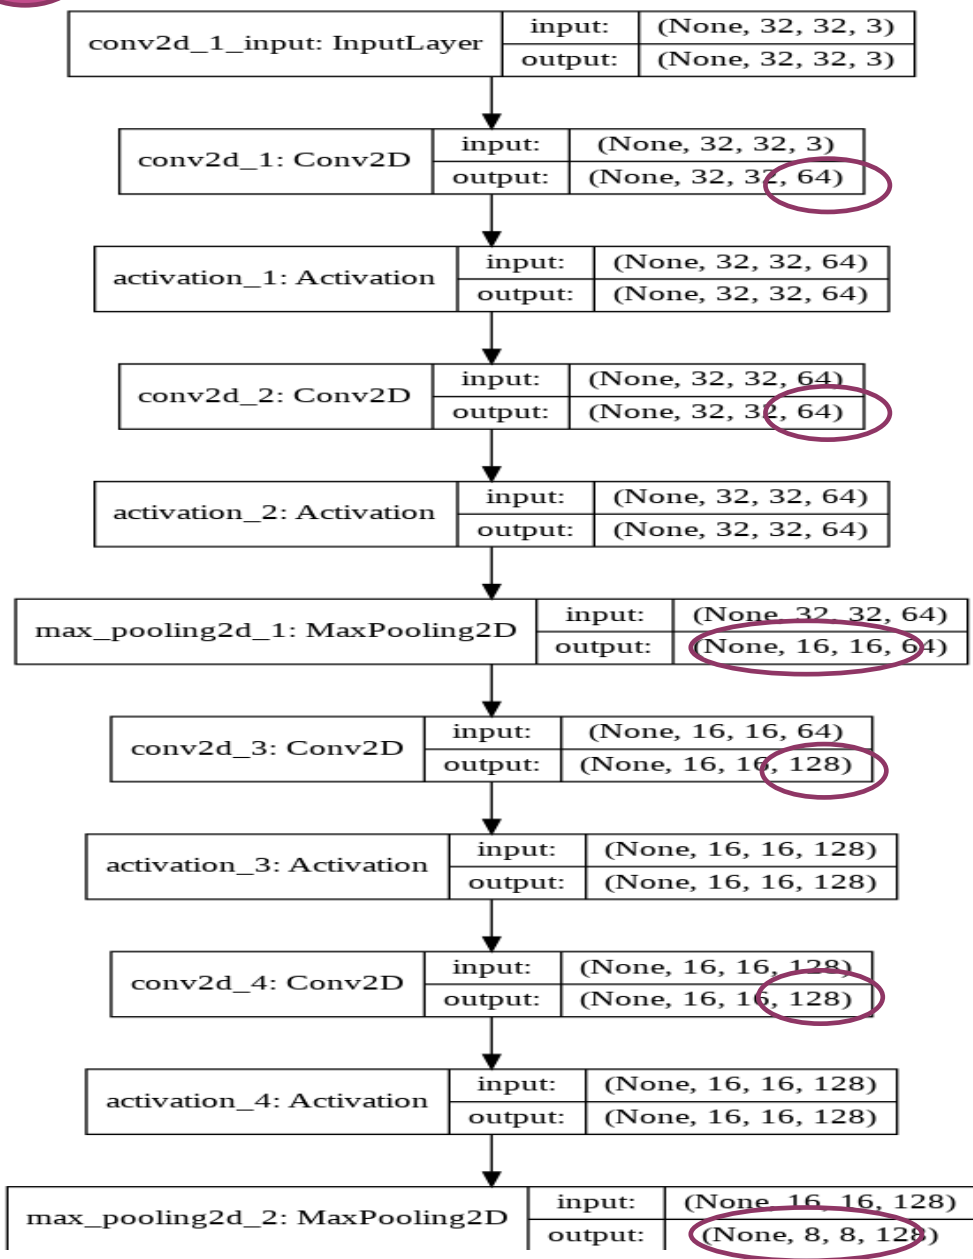 conv2d_1_input: InputLayer
input: (None, 32, 32, 3)
output: (None, 32, 32, 3)
conv2d_1: Conv2D
input: (None, 32, 32, 3)
output: (None, 32, 32, 64)
activation_1: Activation
input: (None, 32, 32, 64)
output: (None, 32, 32, 64)
conv2d_2: Conv2D
input: (None, 32, 32, 64)
output: (None, 32, 32, 64)
activation_2: Activation
input: (None, 32, 32, 64)
output: (None, 32, 32, 64)
max_pooling2d_1: MaxPooling2D
input: (None, 32, 32, 64)
output: (None, 16, 16, 64)
conv2d_3: Conv2D
input: (None, 16, 16, 64)
output: (None, 16, 16, 128)
activation_3: Activation
input: (None, 16, 16, 128)
output: (None, 16, 16, 128)
conv2d_4: Conv2D
input: (None, 16, 16, 128)
output: (None, 16, 16, 128)
activation_4: Activation
input: (None, 16, 16, 128)
output: (None, 16, 16, 128)
max_pooling2d_2: MaxPooling2D
input: (None, 16, 16, 128)
output: (None, 8, 8, 128)